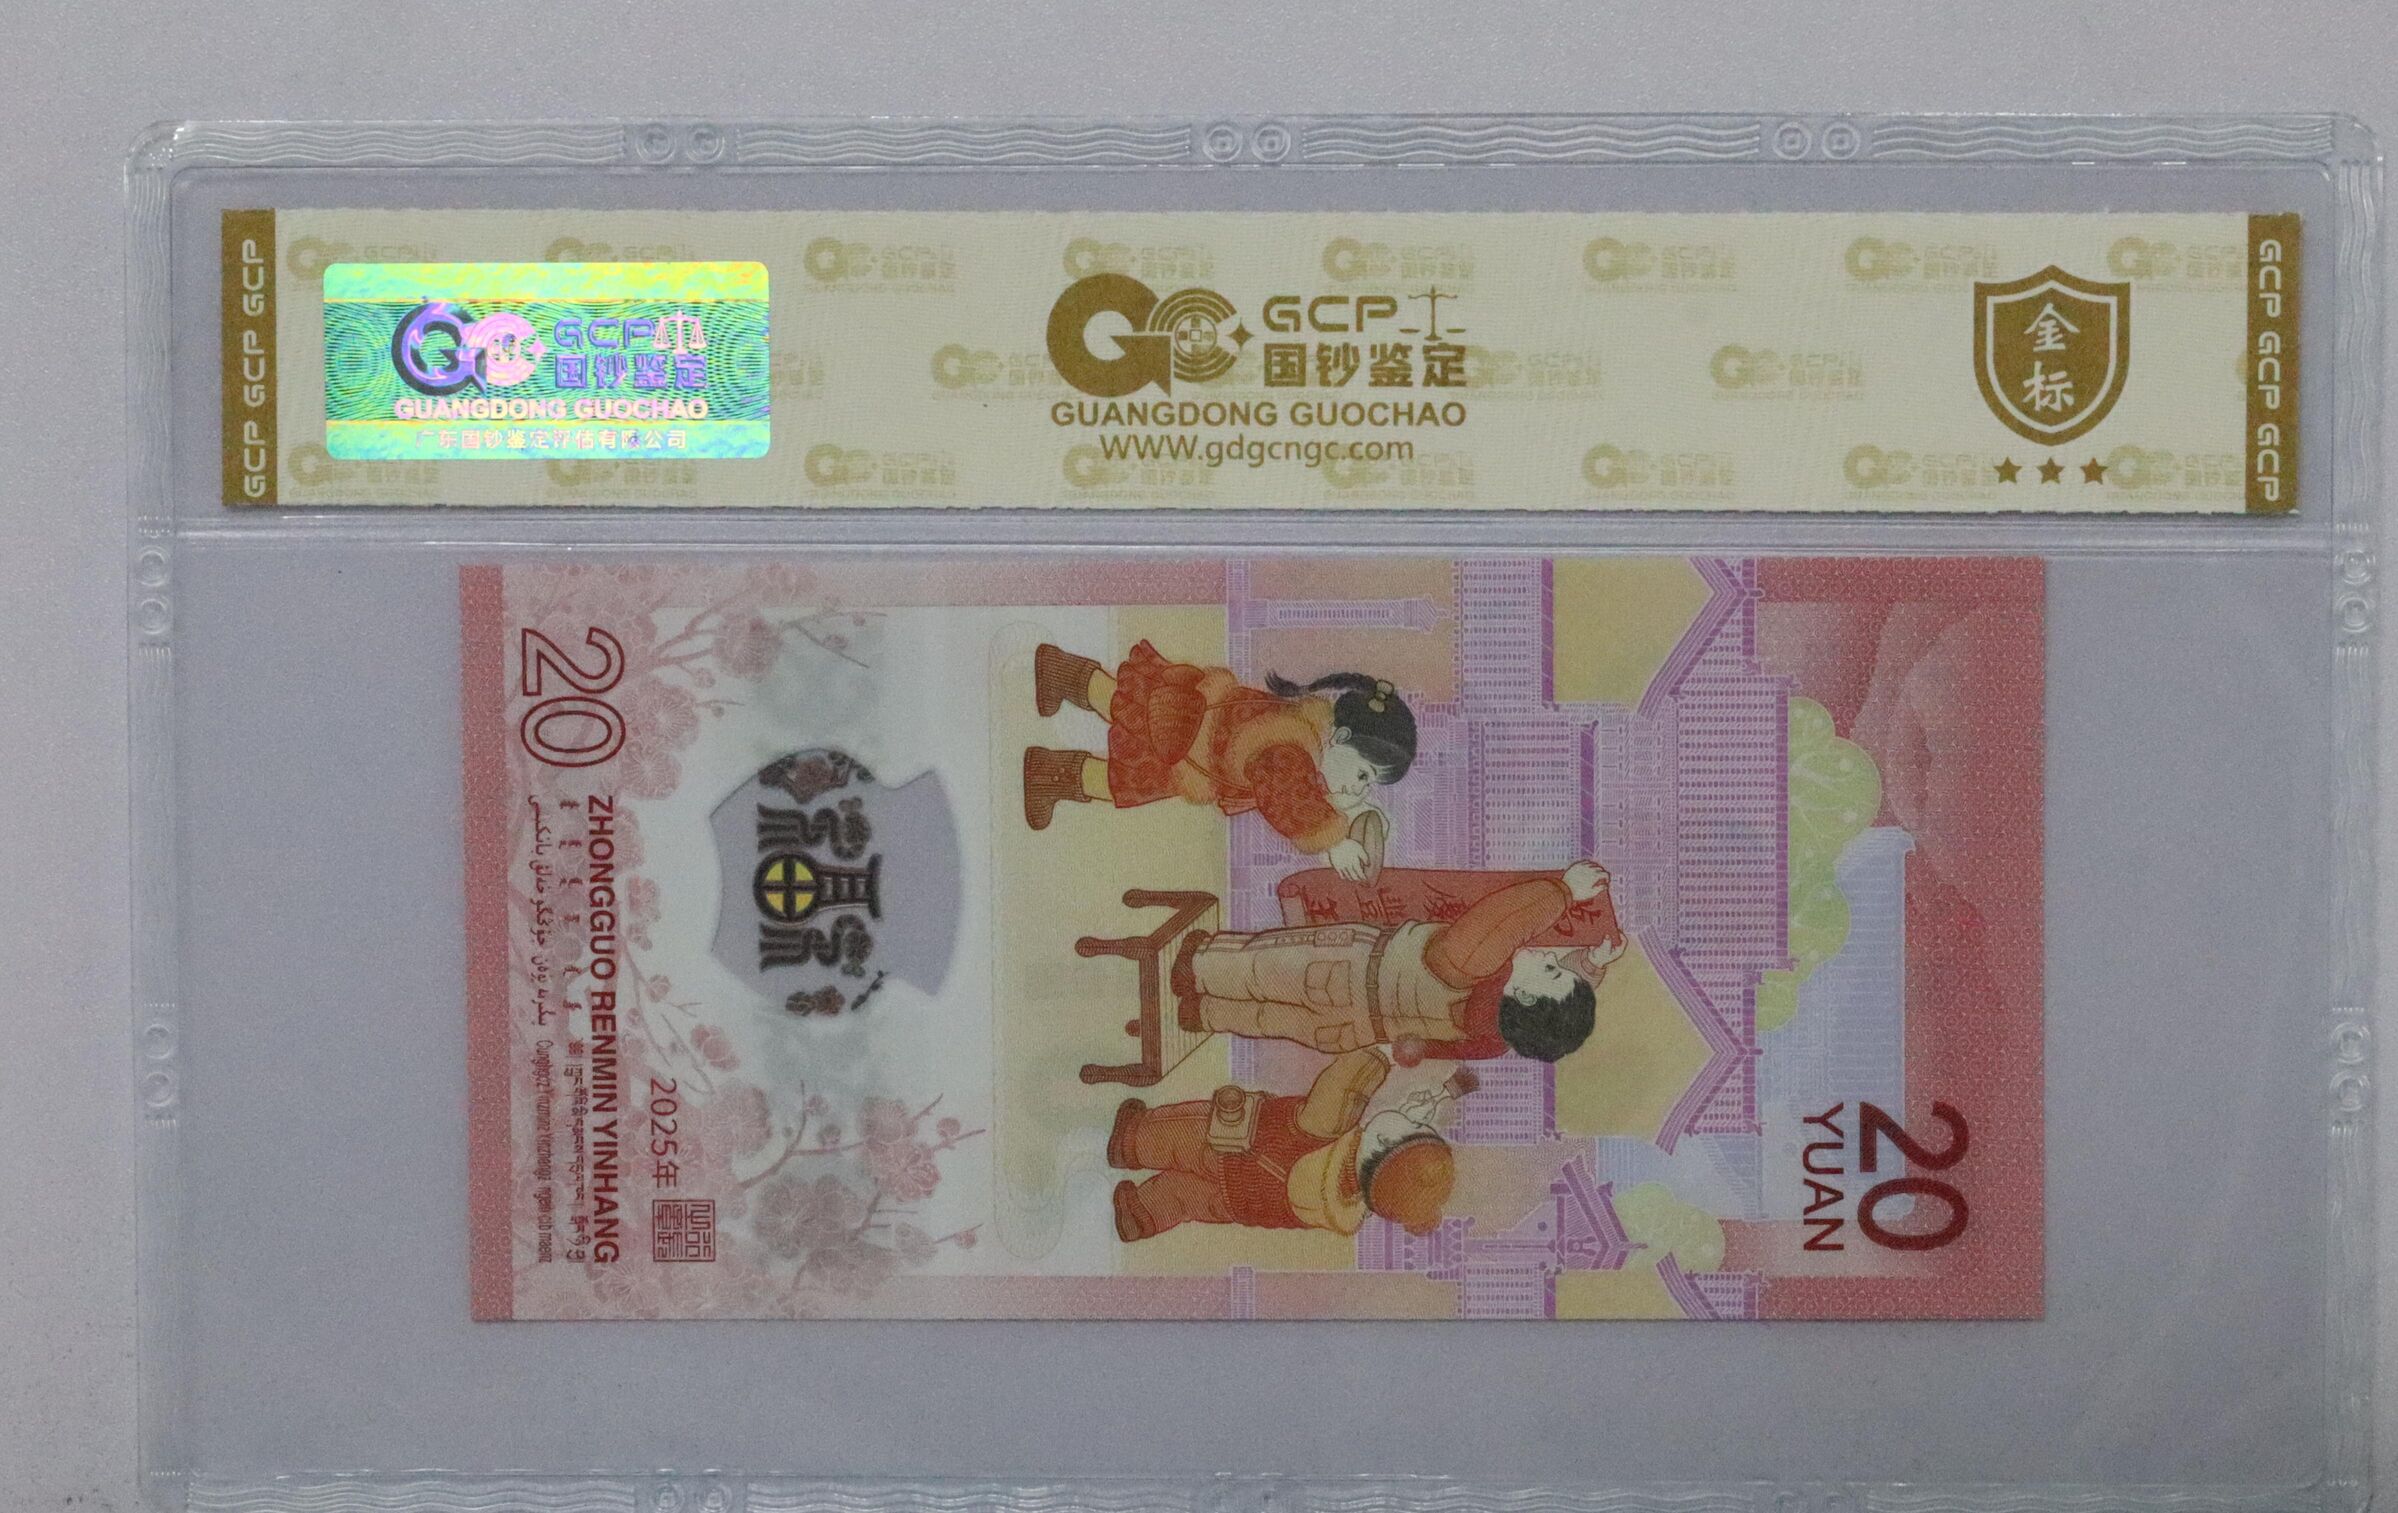 GCP GCP GCP
GCP
国钞鉴定
GUANGDONG GUOCHAO
广东国钞鉴定评估有限公司
GCP
国钞鉴定
GUANGDONG GUOCHAO
WWW.gdgcngc.com
金标
GCP GCP GCP
20
YUAN
2025年
ZHONGGUO RENMIN YINHANG
20